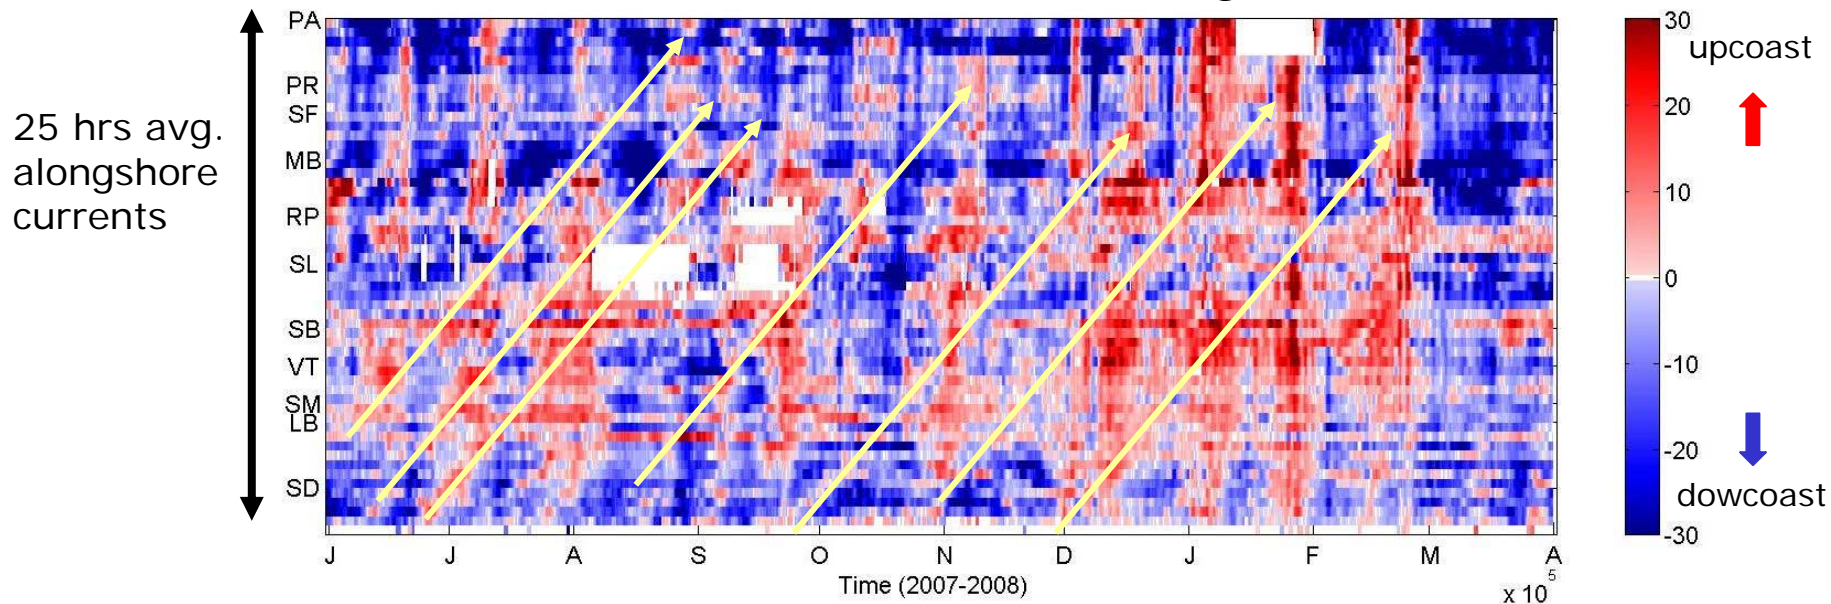 25 hrs avg.
alongshore
currents
PA
PR
SF
MB
RP
SL
SB
VT
SM
LB
SD
J J A S O N D J F M A
Time (2007-2008)
x 10 5
30
20
10
0
-10
-20
-30
upcoast
dowcoast